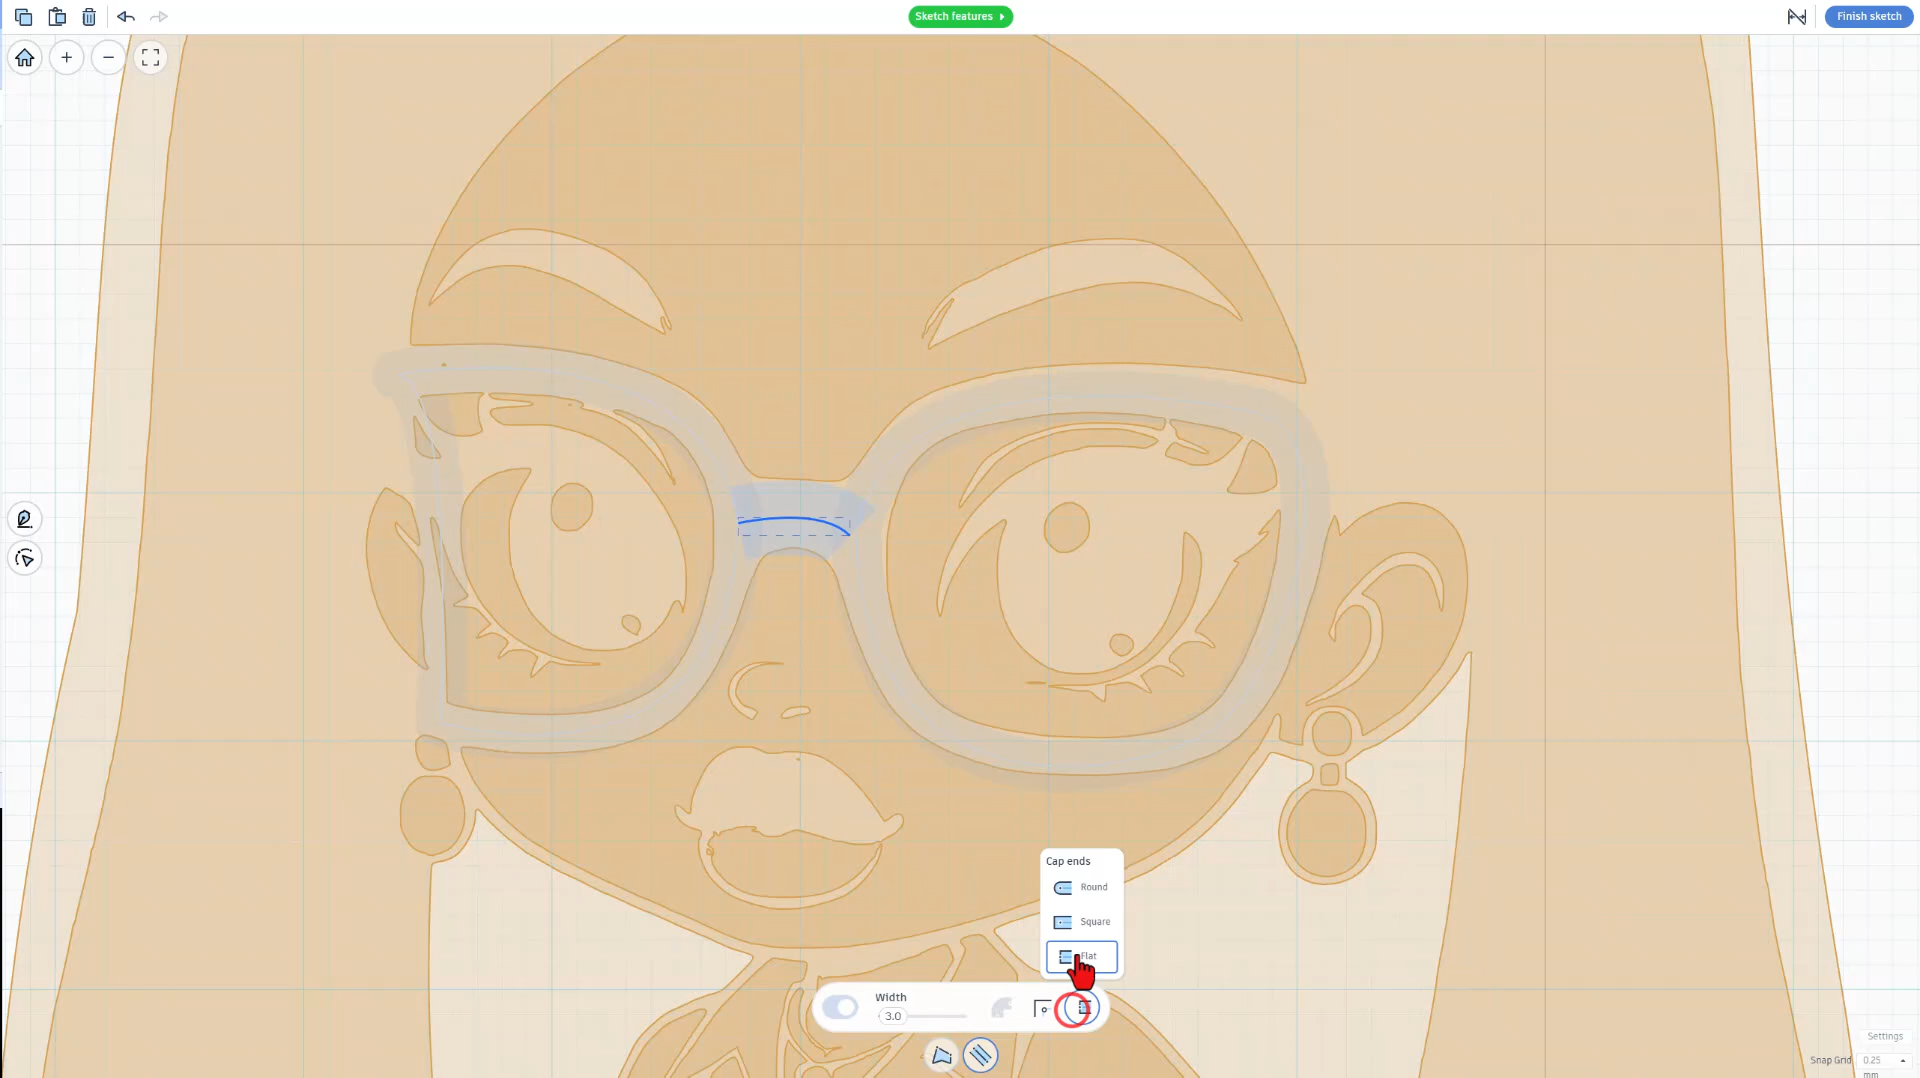 Sketch features
Finish sketch
Cap ends
Round
Square
Flat
Width
3.0
Settings
Snap Grid 0.25
mm